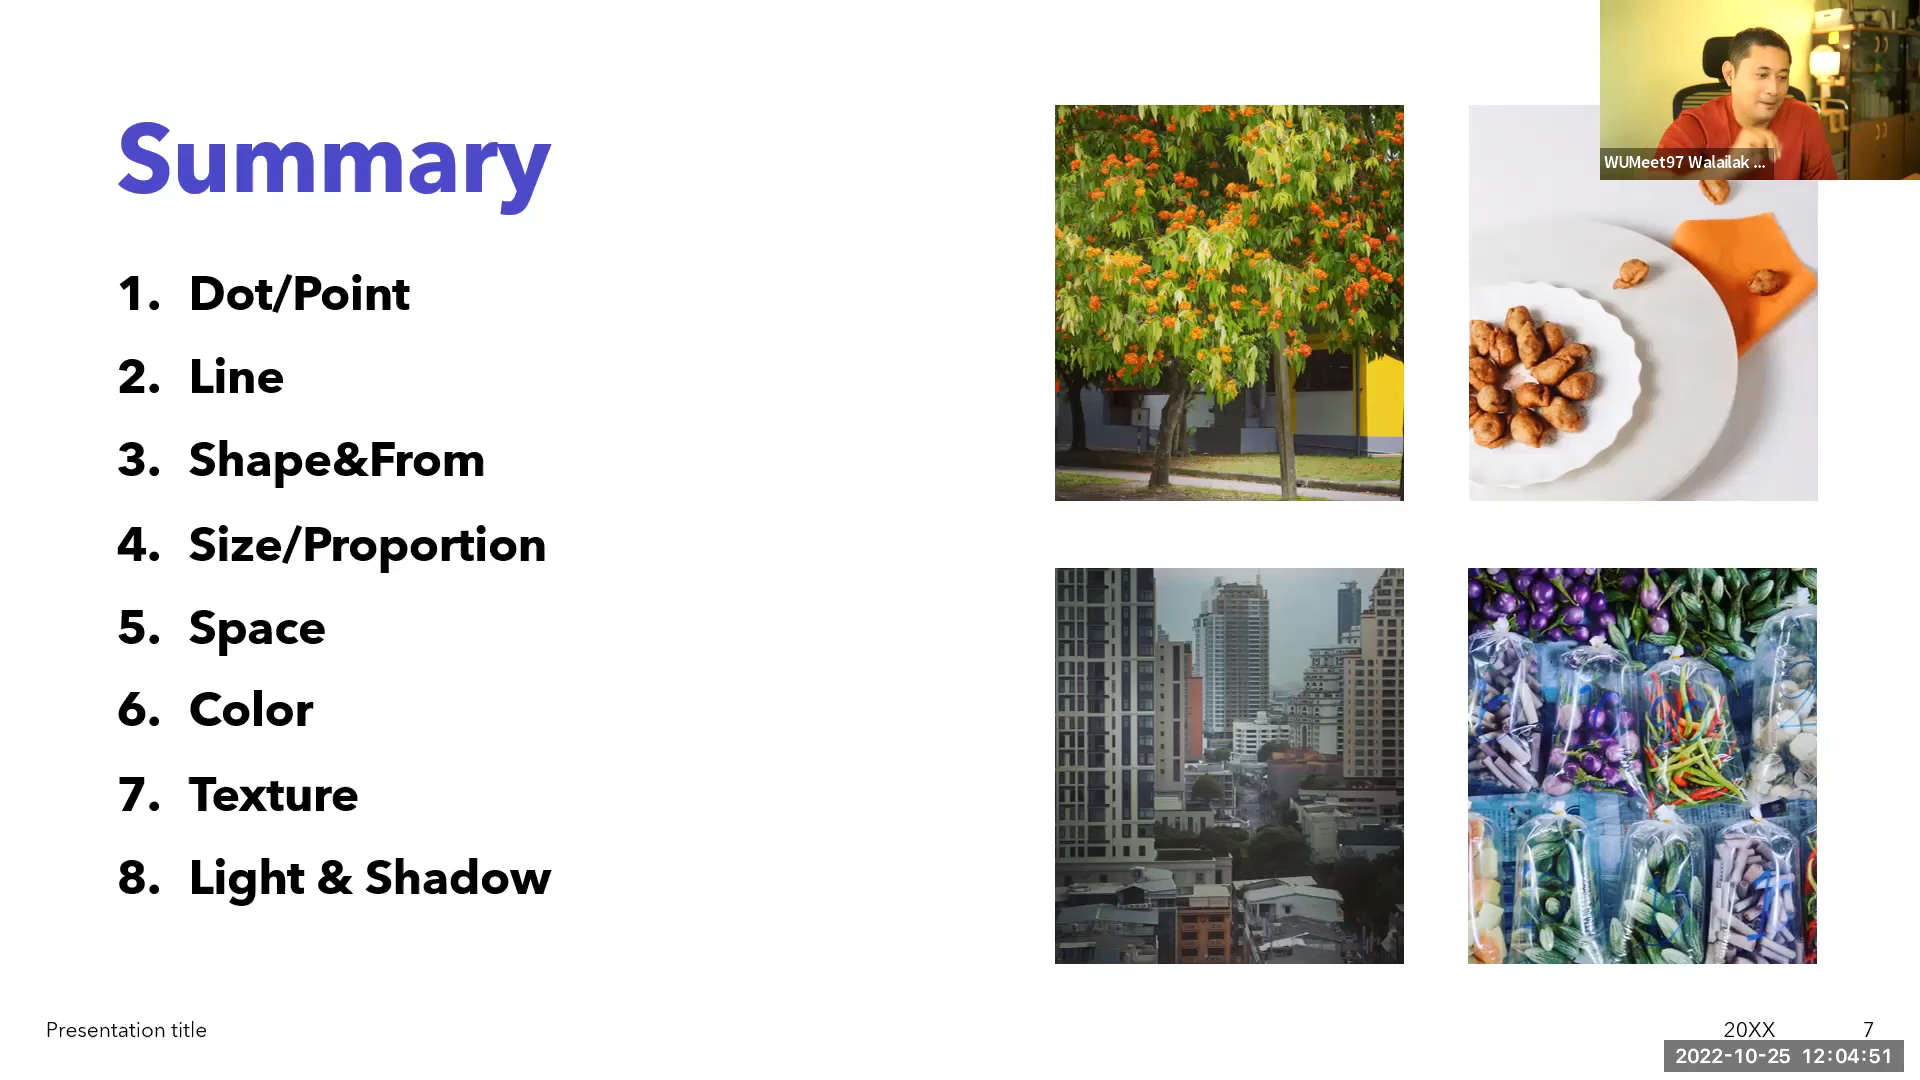 Summary
1. Dot/Point
2. Line
3. Shape&From
4. Size/Proportion
5. Space
6. Color
7. Texture
8. Light & Shadow
WUMeet97 Walailak ...
Presentation title
20XX
7
2022-10-25 12:04:51